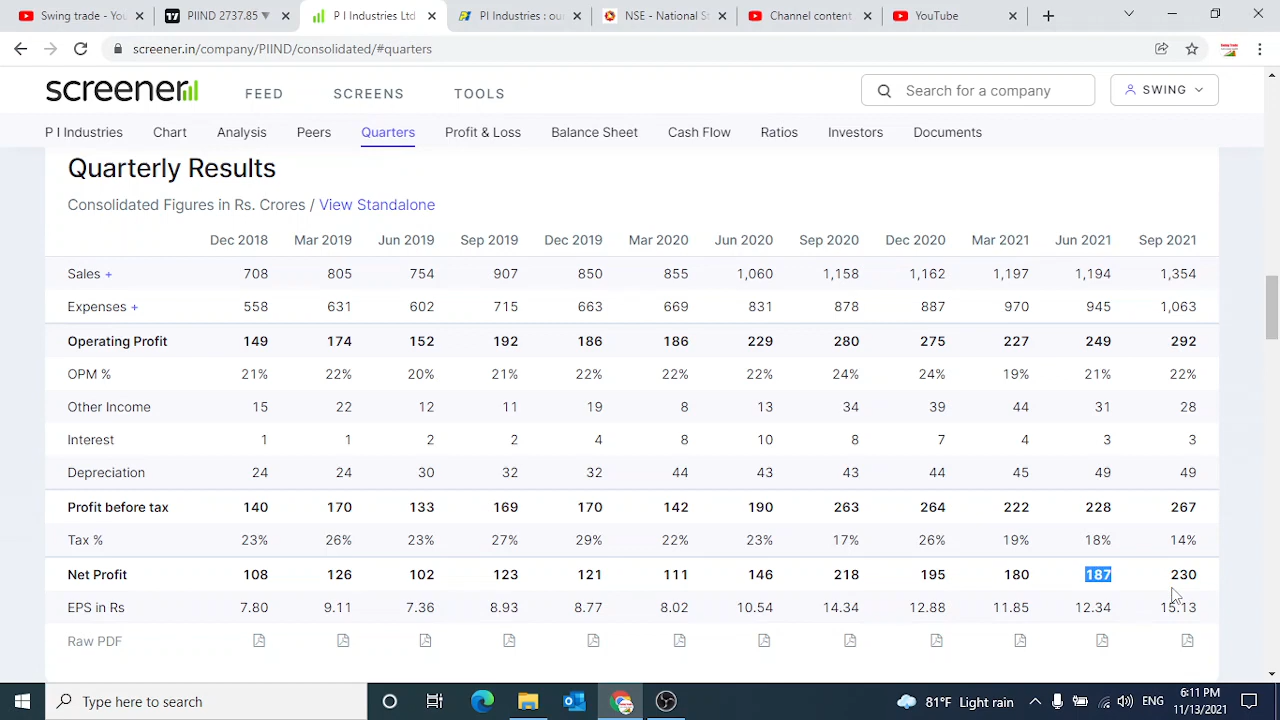 Swing trade - YouTube
PIIND 2737.85
P I Industries Ltd
PI Industries : our
NSE - National S
Channel content
YouTube
screener.in/company/PIIND/consolidated/#quarters
screener FEED SCREENS TOOLS Search for a company SWING
P I Industries Chart Analysis Peers Quarters Profit & Loss Balance Sheet Cash Flow Ratios Investors Documents
Quarterly Results
Consolidated Figures in Rs. Crores / View Standalone
Dec 2018 Mar 2019 Jun 2019 Sep 2019 Dec 2019 Mar 2020 Jun 2020 Sep 2020 Dec 2020 Mar 2021 Jun 2021 Sep 2021
Sales + 708 805 754 907 850 855 1,060 1,158 1,162 1,197 1,194 1,354
Expenses + 558 631 602 715 663 669 831 878 887 970 945 1,063
Operating Profit 149 174 152 192 186 186 229 280 275 227 249 292
OPM % 21% 22% 20% 21% 22% 22% 22% 24% 24% 19% 21% 22%
Other Income 15 22 12 11 19 8 13 34 39 44 31 28
Interest 1 1 2 2 4 8 10 8 7 4 3 3
Depreciation 24 24 30 32 32 44 43 43 44 45 49 49
Profit before tax 140 170 133 169 170 142 190 263 264 222 228 267
Tax % 23% 26% 23% 27% 29% 22% 23% 17% 26% 19% 18% 14%
Net Profit 108 126 102 123 121 111 146 218 195 180 187 230
EPS in Rs 7.80 9.11 7.36 8.93 8.77 8.02 10.54 14.34 12.88 11.85 12.34 15.13
Raw PDF
Type here to search
81°F Light rain
ENG
6:11 PM
11/13/2021